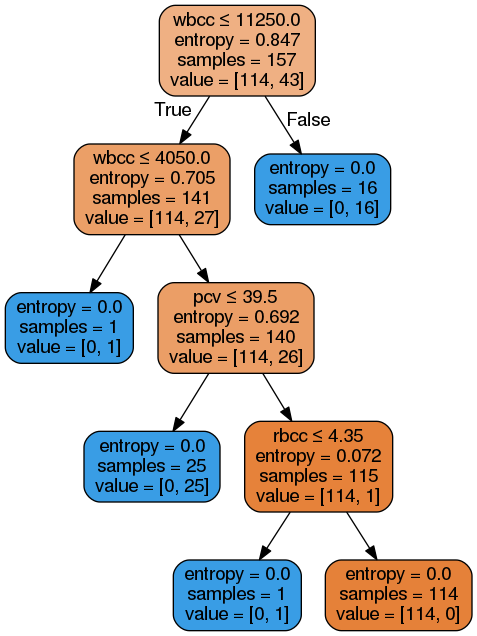 wbcc ≤ 11250.0
entropy = 0.847
samples = 157
value = [114, 43]
True
False
wbcc ≤ 4050.0
entropy = 0.705
samples = 141
value = [114, 27]
entropy = 0.0
samples = 16
value = [0, 16]
entropy = 0.0
samples = 1
value = [0, 1]
pcv ≤ 39.5
entropy = 0.692
samples = 140
value = [114, 26]
entropy = 0.0
samples = 25
value = [0, 25]
rbcc ≤ 4.35
entropy = 0.072
samples = 115
value = [114, 1]
entropy = 0.0
samples = 1
value = [0, 1]
entropy = 0.0
samples = 114
value = [114, 0]